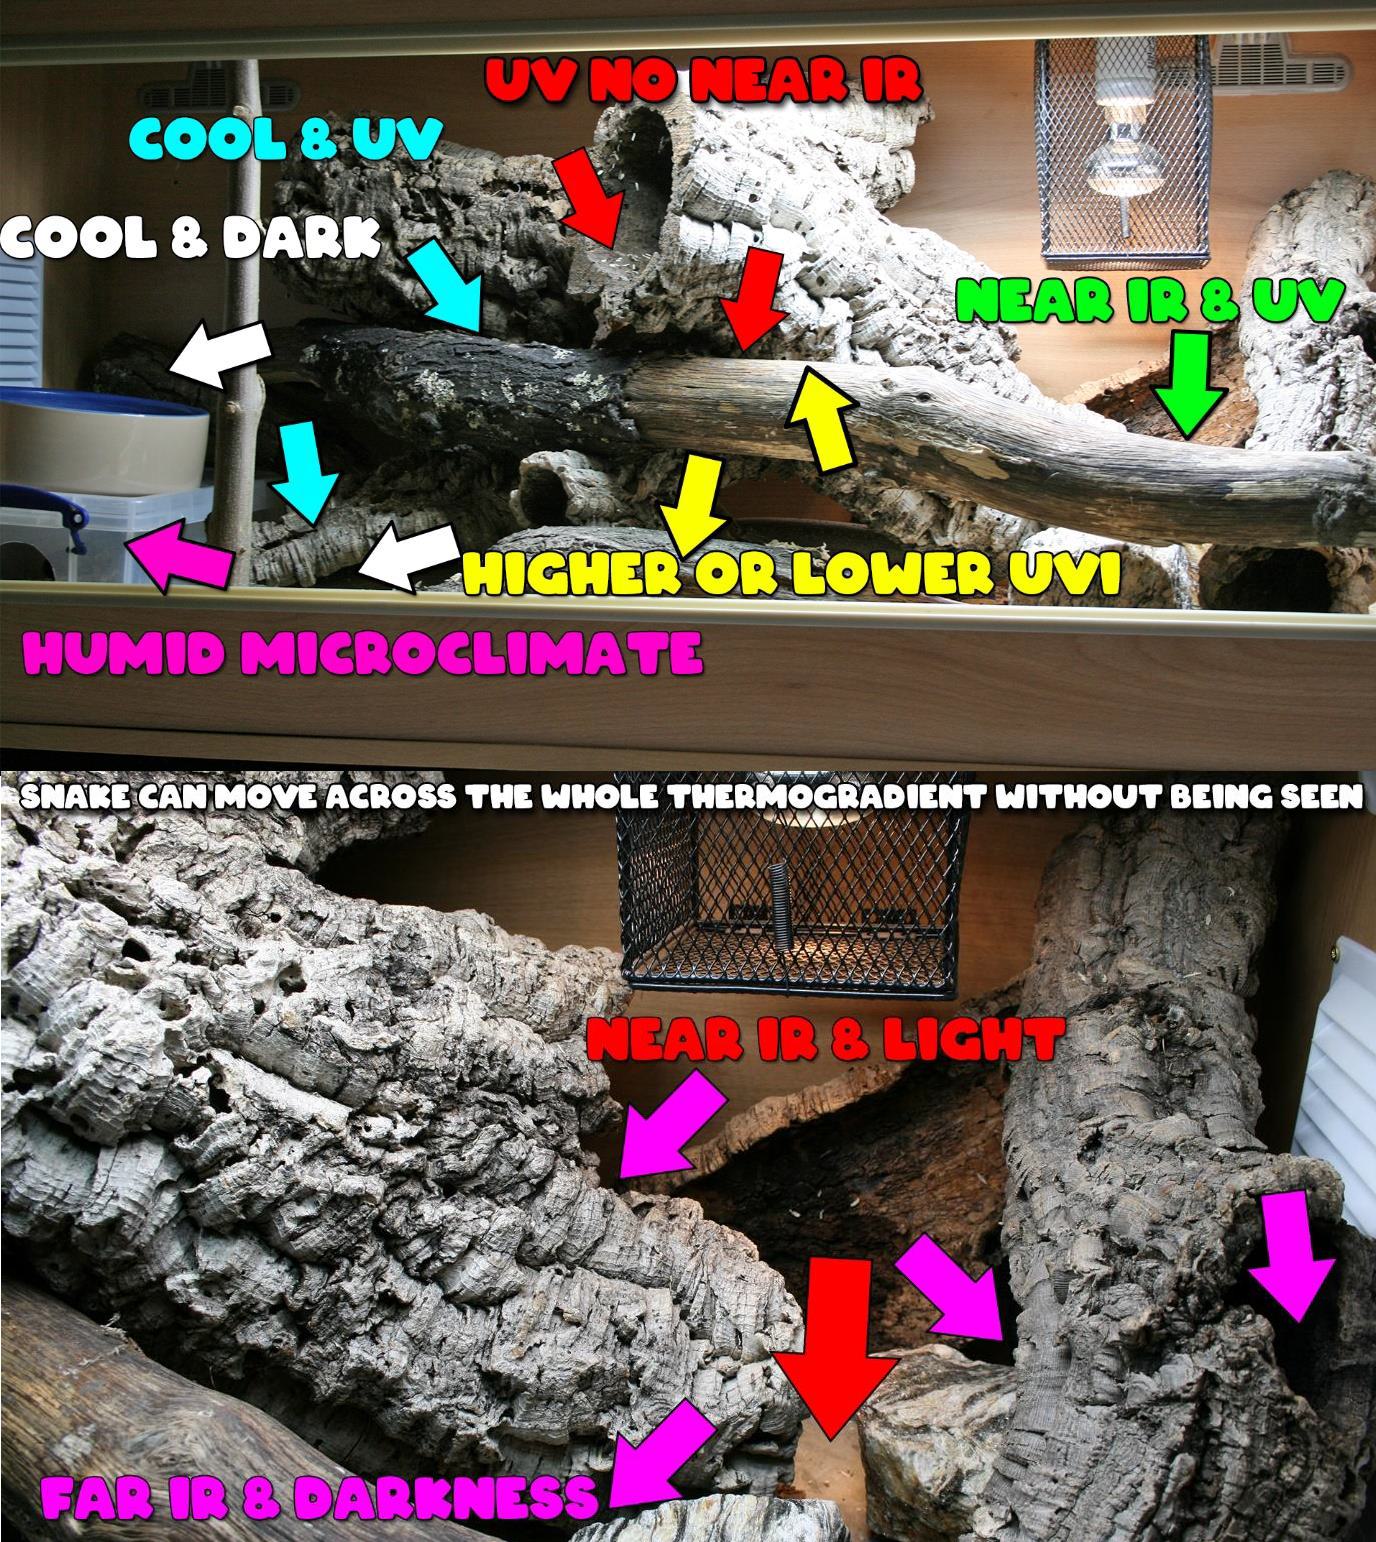 UV NO NEAR IR
COOL & UV
COOL & DARK
NEAR IR & UV
HIGHER OR LOWER UVI
HUMID MICROCLIMATE
SNAKE CAN MOVE ACROSS THE WHOLE THERMOGRADIENT WITHOUT BEING SEEN
NEAR IR & LIGHT
FAR IR & DARKNESS